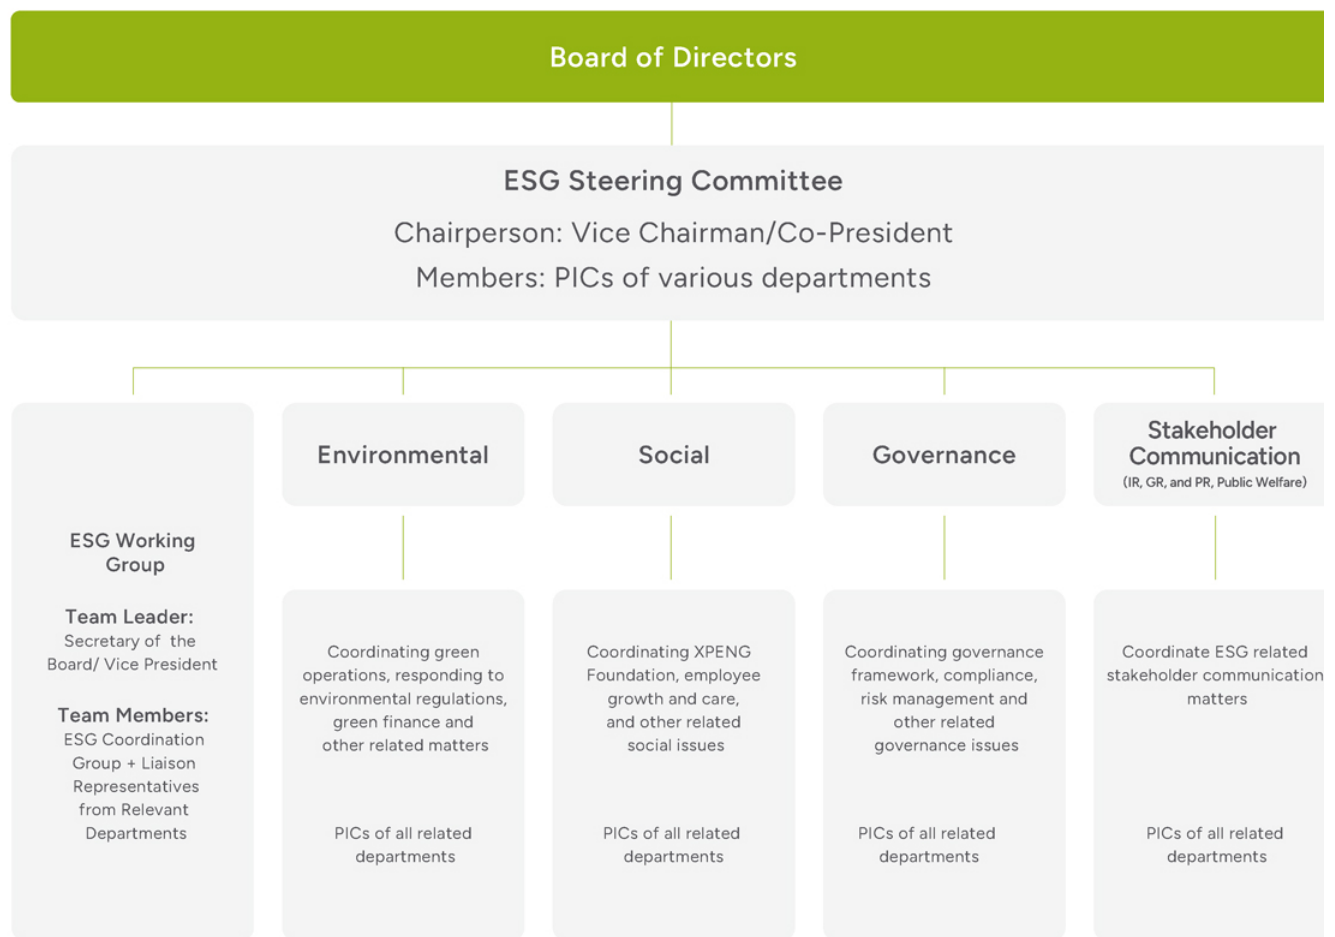 Board of Directors
ESG Steering Committee
Chairperson: Vice Chairman/Co-President
Members: PICs of various departments
ESG Working
Group
Team Leader:
Secretary of the
Board/ Vice President
Team Members:
ESG Coordination
Group + Liaison
Representatives
from Relevant
Departments
Environmental
Coordinating green
operations, responding to
environmental regulations,
green finance and
other related matters
PICs of all related
departments
Social
Coordinating XPENG
Foundation, employee
growth and care,
and other related
social issues
PICs of all related
departments
Governance
Coordinating governance
framework, compliance,
risk management and
other related
governance issues
PICs of all related
departments
Stakeholder
Communication
(IR, GR, and PR, Public Welfare)
Coordinate ESG related
stakeholder communication
matters
PICs of all related
departments